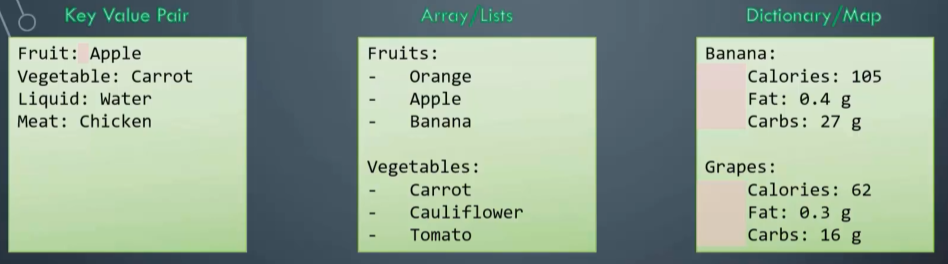 Key Value Pair
Fruit: Apple
Vegetable: Carrot
Liquid: Water
Meat: Chicken
Array/Lists
Fruits:
- Orange
- Apple
- Banana
Vegetables:
- Carrot
- Cauliflower
- Tomato
Dictionary/Map
Banana:
Calories: 105
Fat: 0.4 g
Carbs: 27 g
Grapes:
Calories: 62
Fat: 0.3 g
Carbs: 16 g